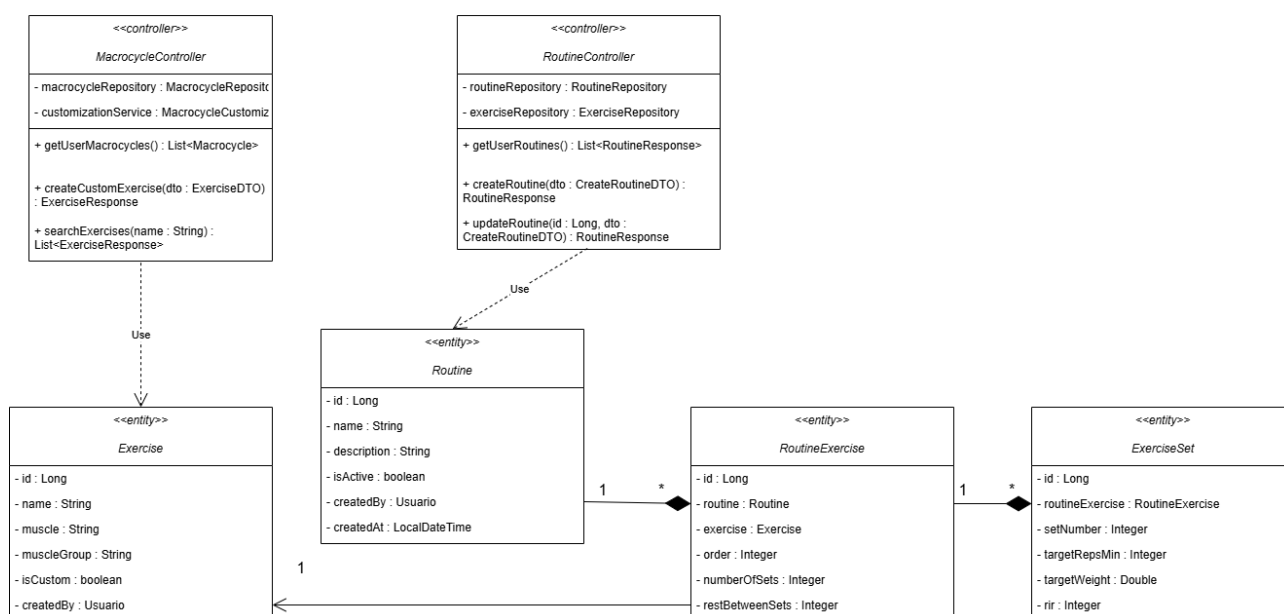 <<controller>>
MacrocycleController
- macrocycleRepository : MacrocycleReposito
- customizationService : MacrocycleCustomiz
+ getUserMacrocycles() : List<Macrocycle>
+ createCustomExercise(dto : ExerciseDTO)
: ExerciseResponse
+ searchExercises(name : String) :
List<ExerciseResponse>
<<controller>>
RoutineController
- routineRepository : RoutineRepository
- exerciseRepository : ExerciseRepository
+ getUserRoutines() : List<RoutineResponse>
+ createRoutine(dto : CreateRoutineDTO) :
RoutineResponse
+ updateRoutine(id : Long, dto :
CreateRoutineDTO) : RoutineResponse
Use
Use
<<entity>>
Routine
- id : Long
- name : String
- description : String
- isActive : boolean
- createdBy : Usuario
- createdAt : LocalDateTime
<<entity>>
Exercise
- id : Long
- name : String
- muscle : String
- muscleGroup : String
- isCustom : boolean
- createdBy : Usuario
1
1
*
<<entity>>
RoutineExercise
- id : Long
- routine : Routine
- exercise : Exercise
- order : Integer
- numberOfSets : Integer
- restBetweenSets : Integer
1
*
<<entity>>
ExerciseSet
- id : Long
- routineExercise : RoutineExercise
- setNumber : Integer
- targetRepsMin : Integer
- targetWeight : Double
- rir : Integer